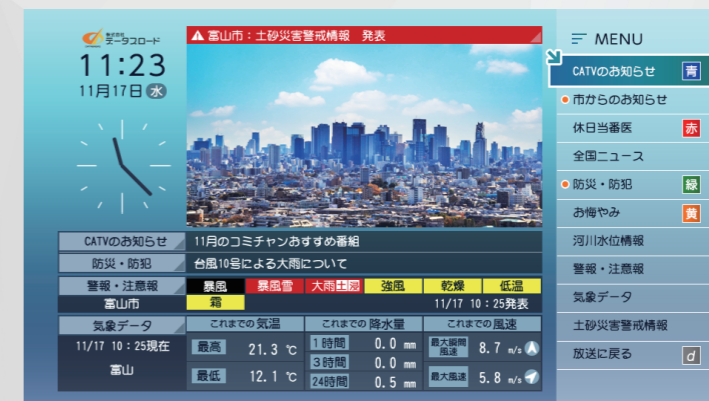 株式会社
データコロード
11:23
11月17日 水
富山市：土砂災害警戒情報 発表
CATVのお知らせ
11月のコミチャンおすすめ番組
防災・防犯
台風10号による大雨について
警報・注意報
富山市
暴風
暴風雪
大雨土浸
強風
乾燥
低温
霜
11/17 10：25発表
気象データ
11/17 10：25現在
富山
これまでの気温
最高 21.3 ℃
最低 12.1 ℃
これまでの降水量
1時間 0.0 mm
3時間 0.0 mm
24時間 0.5 mm
これまでの風速
最大瞬間
風速 8.7 m/s
最大風速 5.8 m/s
MENU
CATVのお知らせ 青
市からのお知らせ
休日当番医 赤
全国ニュース
防災・防犯 緑
お悔やみ 黄
河川水位情報
警報・注意報
気象データ
土砂災害警戒情報
放送に戻る d